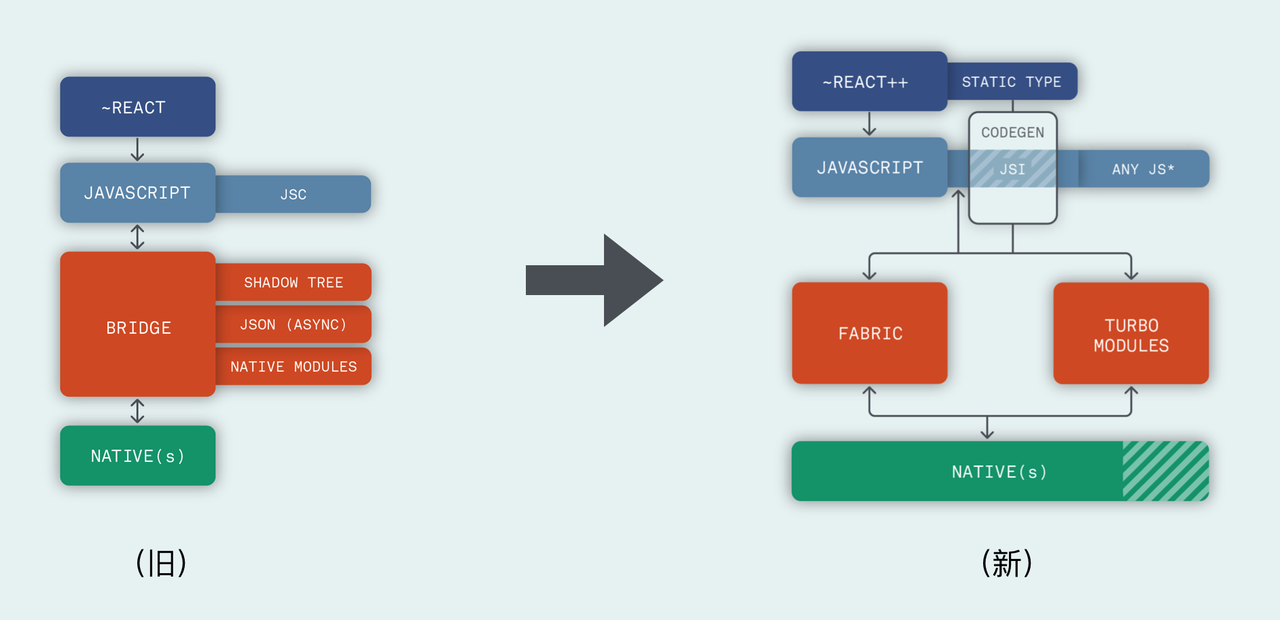 ~REACT
JAVASCRIPT
JSC
BRIDGE
SHADOW TREE
JSON (ASYNC)
NATIVE MODULES
NATIVE(s)
(旧)
~REACT++
STATIC TYPE
CODEGEN
JAVASCRIPT
JSI
ANY JS*
FABRIC
TURBO
MODULES
NATIVE(s)
(新)